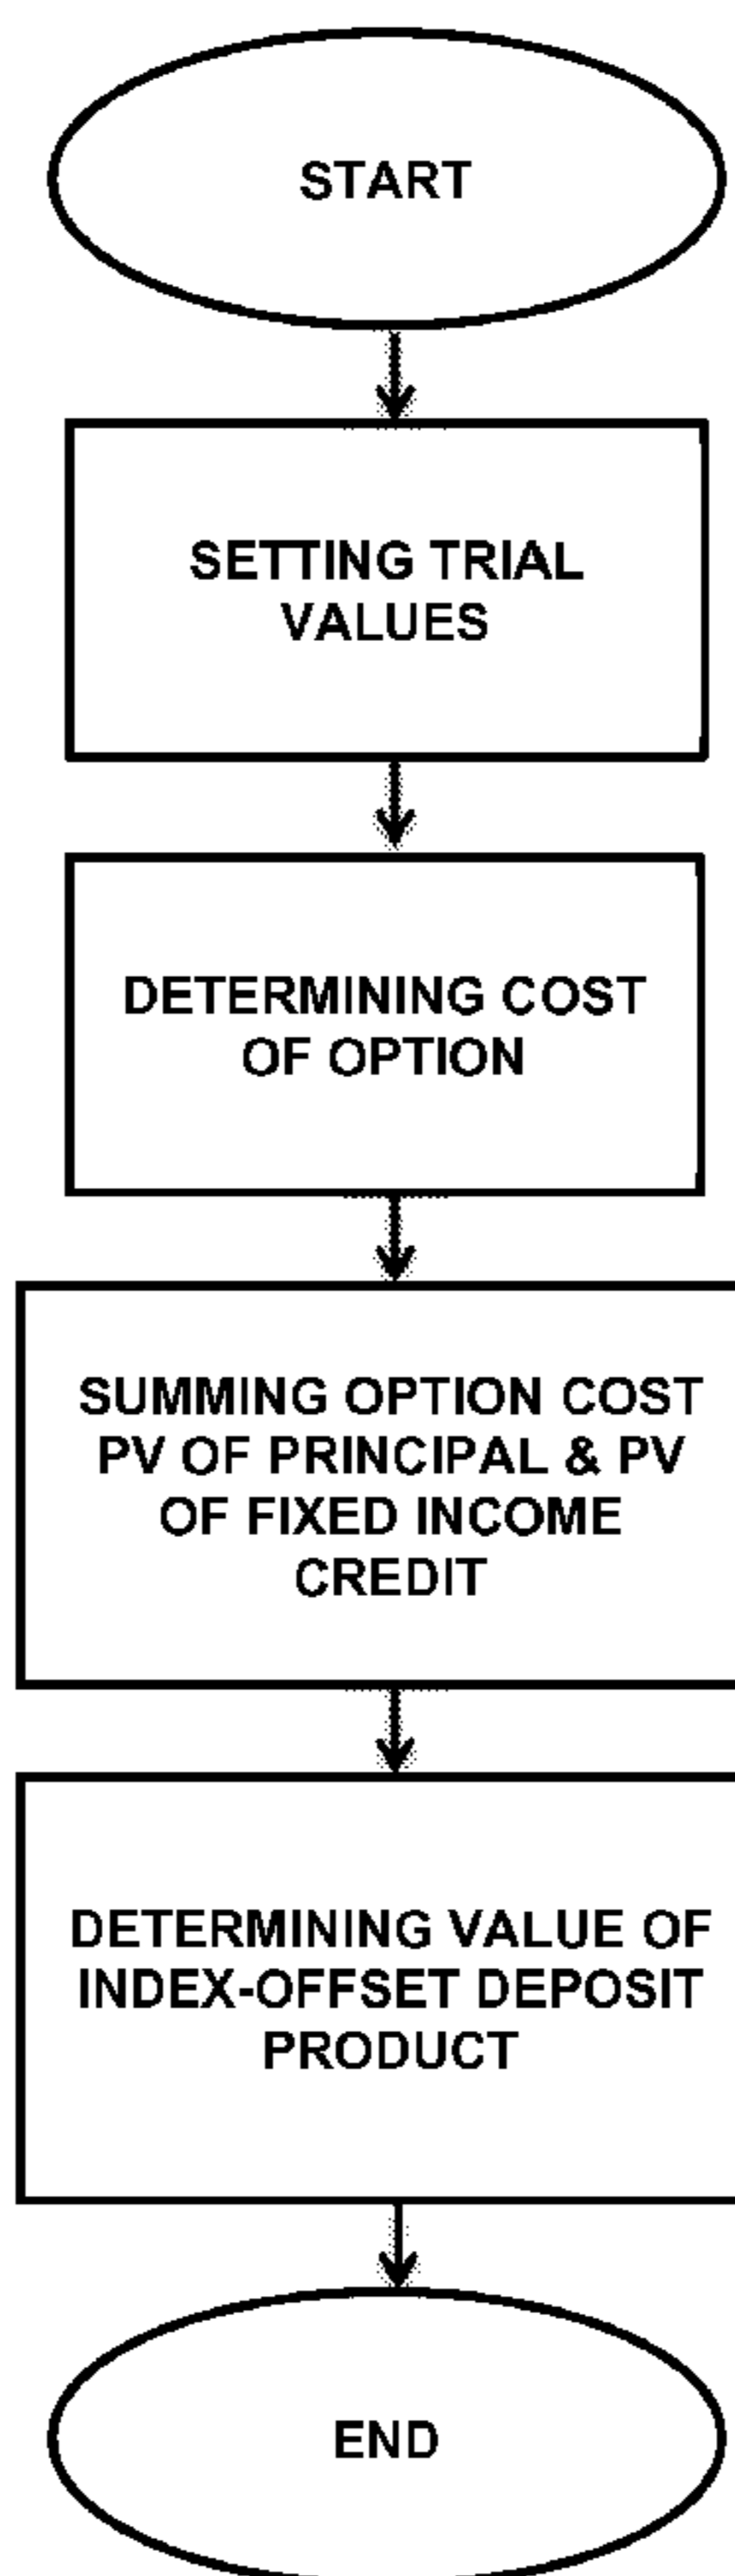 START
SETTING TRIAL
VALUES
DETERMINING COST
OF OPTION
SUMMING OPTION COST
PV OF PRINCIPAL & PV
OF FIXED INCOME
CREDIT
DETERMINING VALUE OF
INDEX-OFFSET DEPOSIT
PRODUCT
END